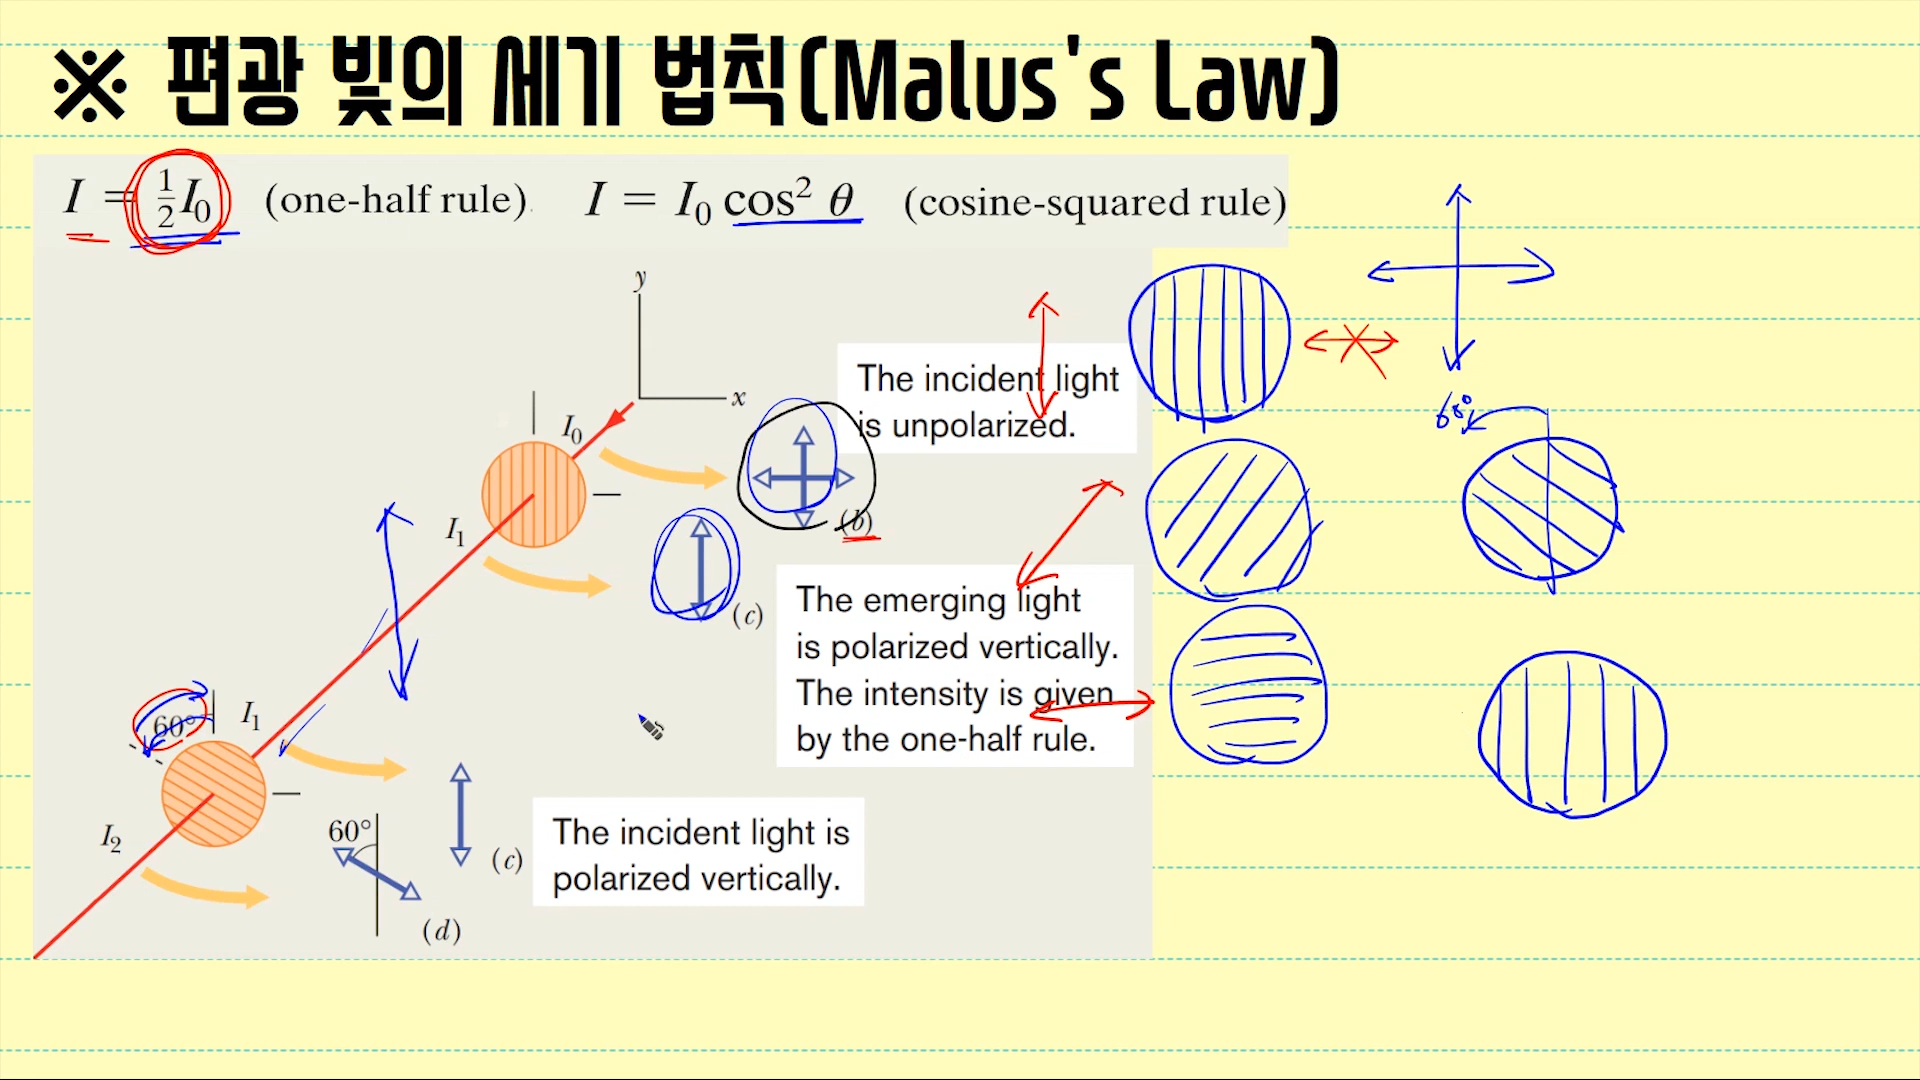 ※ 편광 빛의 세기 법칙(Malus's Law)
I = 1/2 I₀ (one-half rule). I = I₀ cos² θ (cosine-squared rule)
y
x
I₀
The incident light
is unpolarized.
(b)
60°
I₁
(c)
The emerging light
is polarized vertically.
The intensity is given
by the one-half rule.
60°
I₁
I₂
60°
(c)
The incident light is
polarized vertically.
(d)